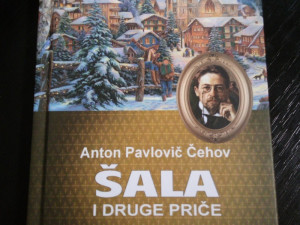 Anton Pavlovič Čehov
ŠALA
I DRUGE PRIČE